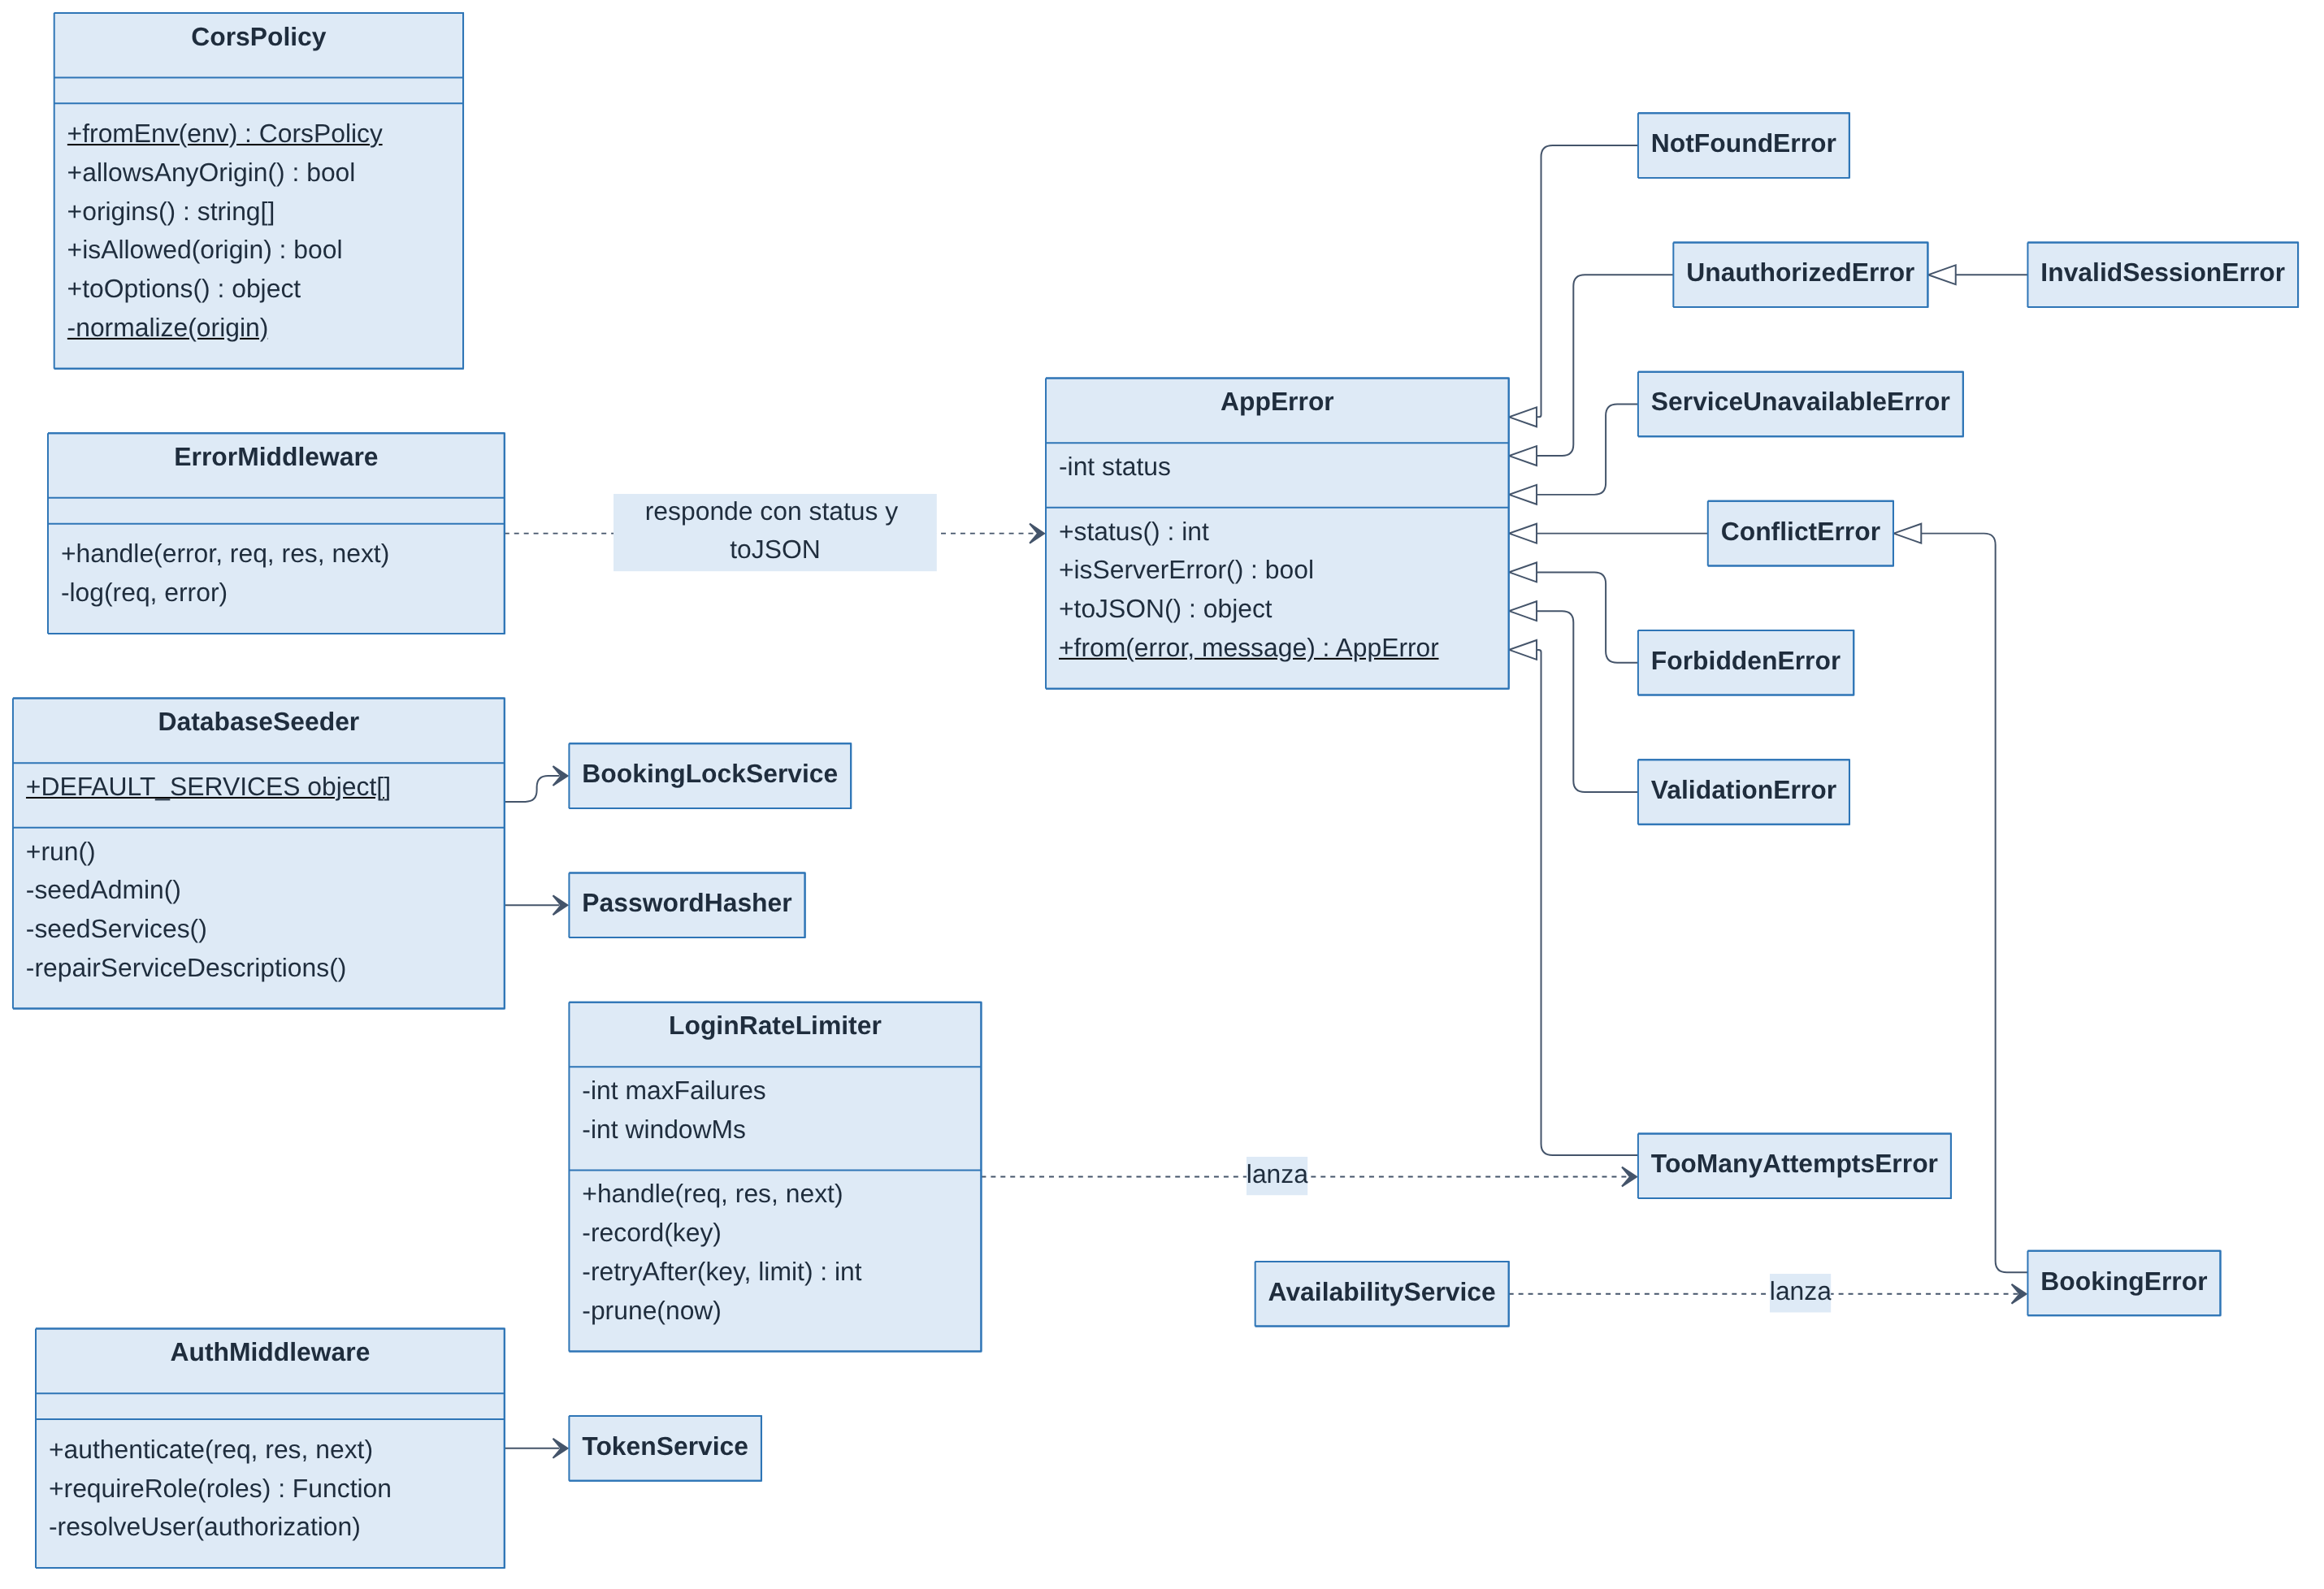 CorsPolicy
+fromEnv(env) : CorsPolicy
+allowsAnyOrigin() : bool
+origins() : string[]
+isAllowed(origin) : bool
+toOptions() : object
-normalize(origin)
ErrorMiddleware
+handle(error, req, res, next)
-log(req, error)
responde con status y
toJSON
AppError
-int status
+status() : int
+isServerError() : bool
+toJSON() : object
+from(error, message) : AppError
NotFoundError
UnauthorizedError
InvalidSessionError
ServiceUnavailableError
ConflictError
ForbiddenError
ValidationError
DatabaseSeeder
+DEFAULT_SERVICES object[]
+run()
-seedAdmin()
-seedServices()
-repairServiceDescriptions()
BookingLockService
PasswordHasher
LoginRateLimiter
-int maxFailures
-int windowMs
+handle(req, res, next)
-record(key)
-retryAfter(key, limit) : int
-prune(now)
lanza
TooManyAttemptsError
AvailabilityService
lanza
BookingError
AuthMiddleware
+authenticate(req, res, next)
+requireRole(roles) : Function
-resolveUser(authorization)
TokenService